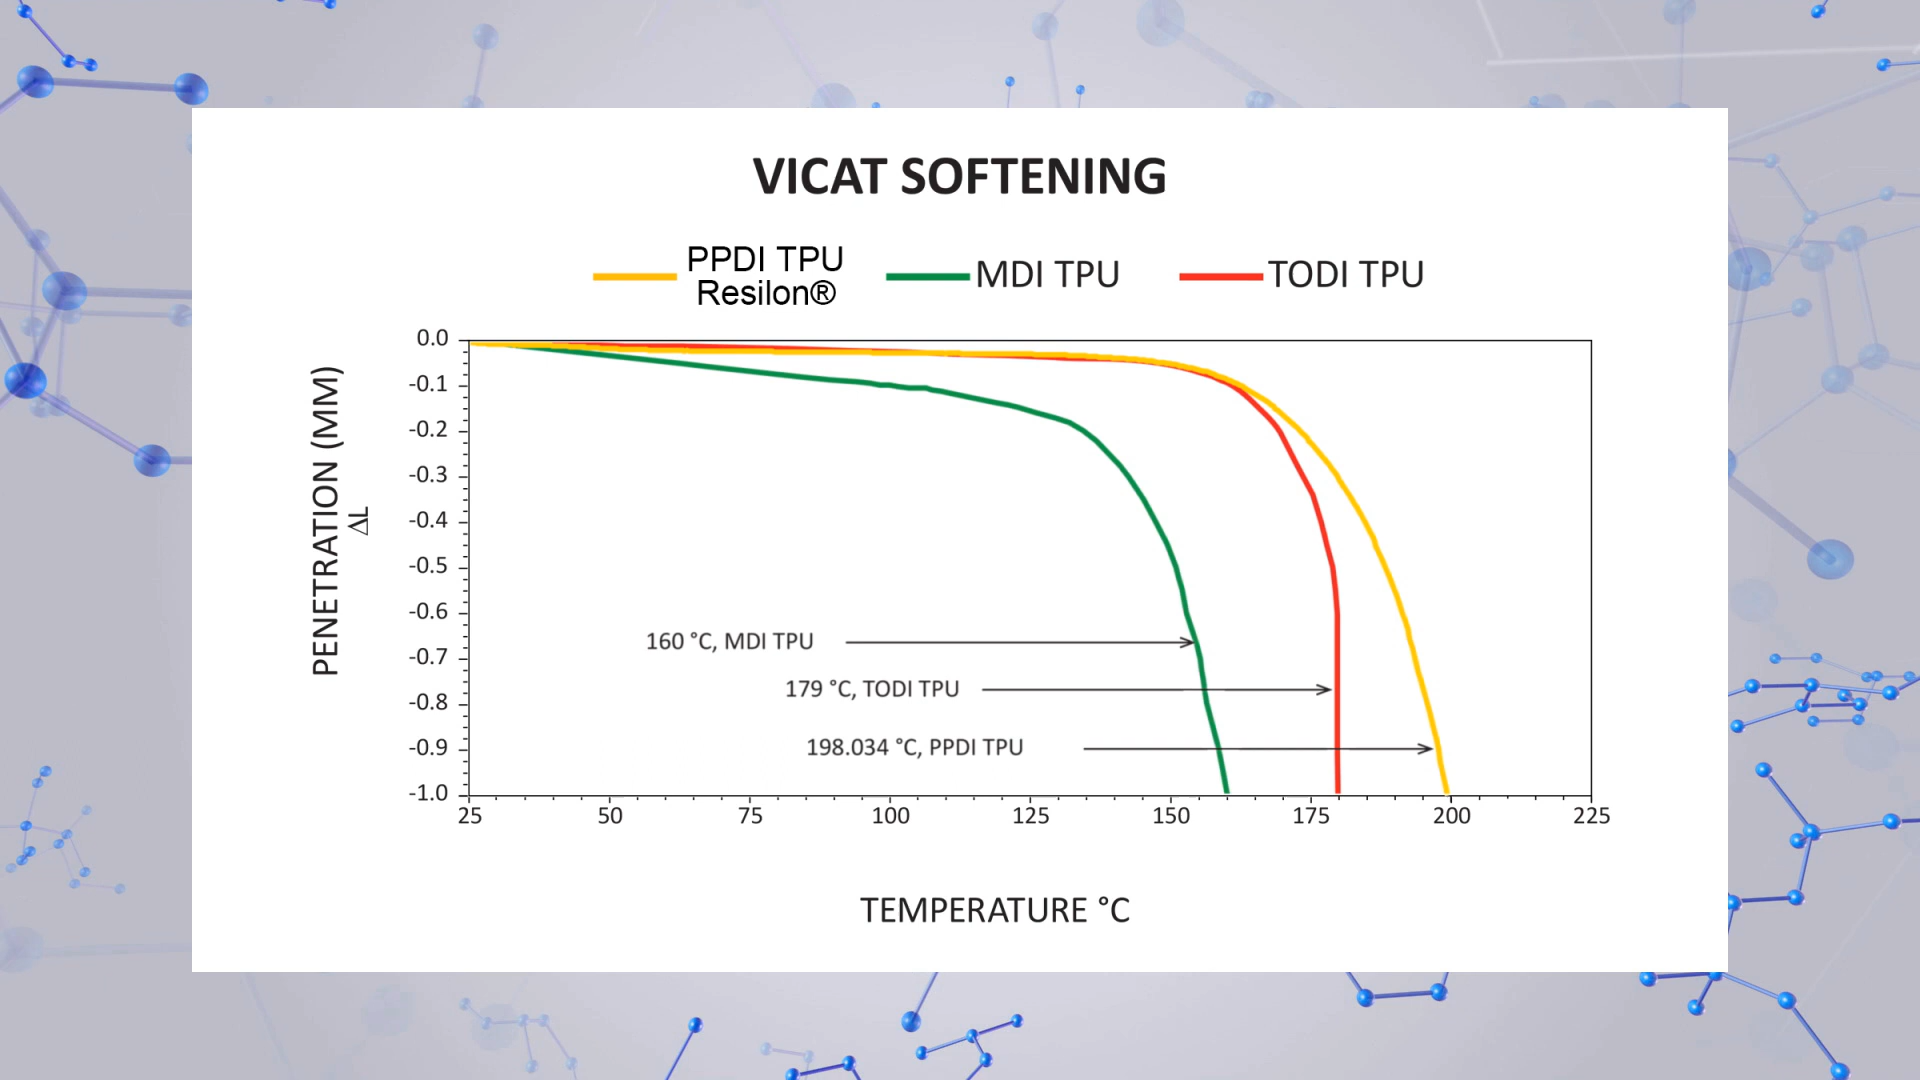 VICAT SOFTENING
PPDI TPU
Resilon®
MDI TPU
TODI TPU
PENETRATION (MM)
ΔL
0.0
-0.1
-0.2
-0.3
-0.4
-0.5
-0.6
-0.7
-0.8
-0.9
-1.0
160 °C, MDI TPU
179 °C, TODI TPU
198.034 °C, PPDI TPU
25 50 75 100 125 150 175 200 225
TEMPERATURE °C